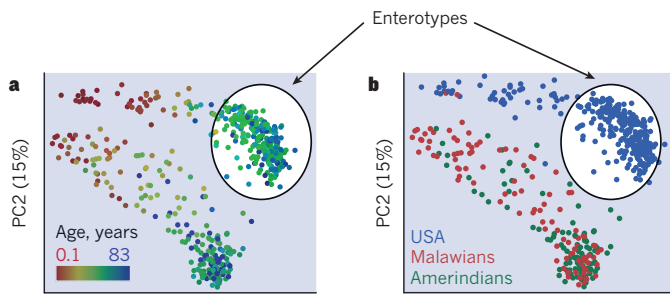 Enterotypes
a
b
PC2 (15%)
PC2 (15%)
Age, years
0.1 83
USA
Malawians
Amerindians